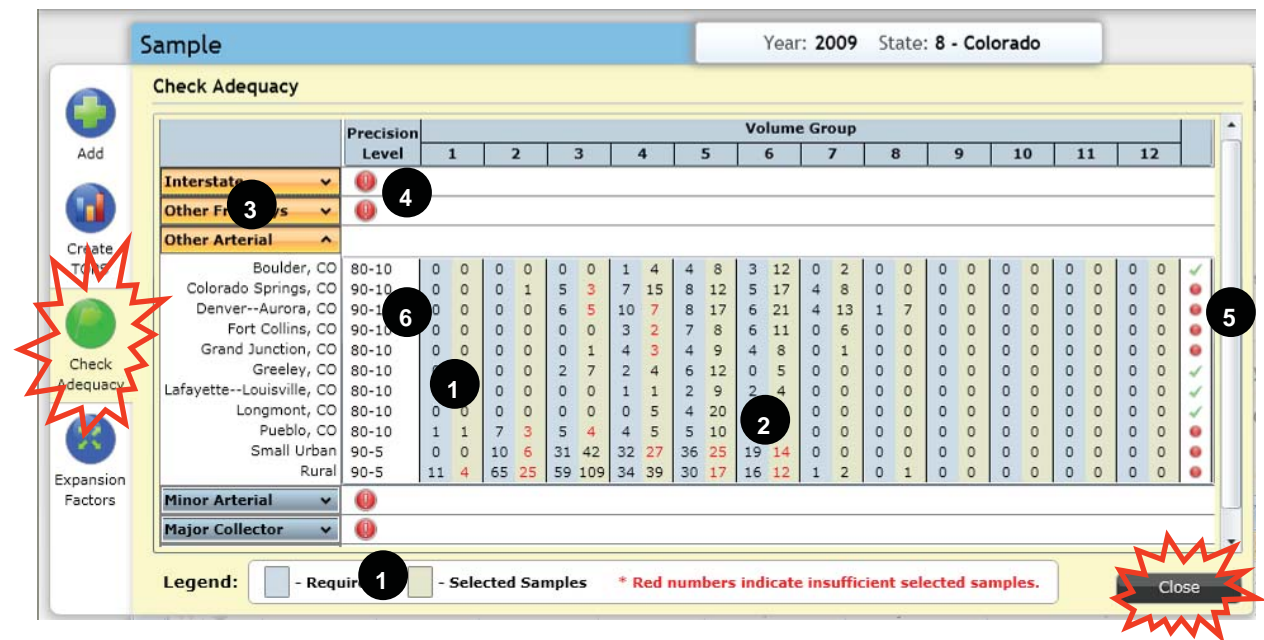 Sample
Year: 2009 State: 8 - Colorado
Check Adequacy
Add
Create
TOPS
Check
Adequacy
Expansion
Factors
Precision Level Volume Group
1 2 3 4 5 6 7 8 9 10 11 12
Interstate
4
Other 3
Other Arterial
Boulder, CO 80-10 0 0 0 0 0 0 1 4 4 8 3 12 0 2 0 0 0 0 0 0 0 0 0 0
Colorado Springs, CO 90-10 0 0 0 1 5 3 7 15 8 12 5 17 4 8 0 0 0 0 0 0 0 0 0 0
Denver--Aurora, CO 0 0 0 0 6 5 10 7 8 17 6 21 4 13 1 7 0 0 0 0 0 0 0 0
6
5
Fort Collins, CO 90-10 0 0 0 0 0 0 3 2 7 8 6 11 0 6 0 0 0 0 0 0 0 0 0 0
Grand Junction, CO 80-10 0 0 0 0 0 1 4 3 4 9 4 8 0 1 0 0 0 0 0 0 0 0 0 0
Greeley, CO 80-10 0 0 2 7 2 4 6 12 0 5 0 0 0 0 0 0 0 0 0 0 0 0
1
Lafayette--Louisville, CO 80-10 0 0 0 0 1 1 2 9 2 4 0 0 0 0 0 0 0 0 0 0 0 0
Longmont, CO 80-10 0 0 0 0 0 0 0 5 4 20 0 0 0 0 0 0 0 0 0 0 0 0
2
Pueblo, CO 80-10 1 1 7 3 5 4 4 5 5 10 0 0 0 0 0 0 0 0 0 0 0 0
Small Urban 90-5 0 0 10 6 31 42 32 27 36 25 19 14 0 0 0 0 0 0 0 0 0 0 0 0
Rural 90-5 11 4 65 25 59 109 34 39 30 17 16 12 1 2 0 1 0 0 0 0 0 0 0 0
Minor Arterial
Major Collector
Legend: - 1 - Selected Samples * Red numbers indicate insufficient selected samples.
Close